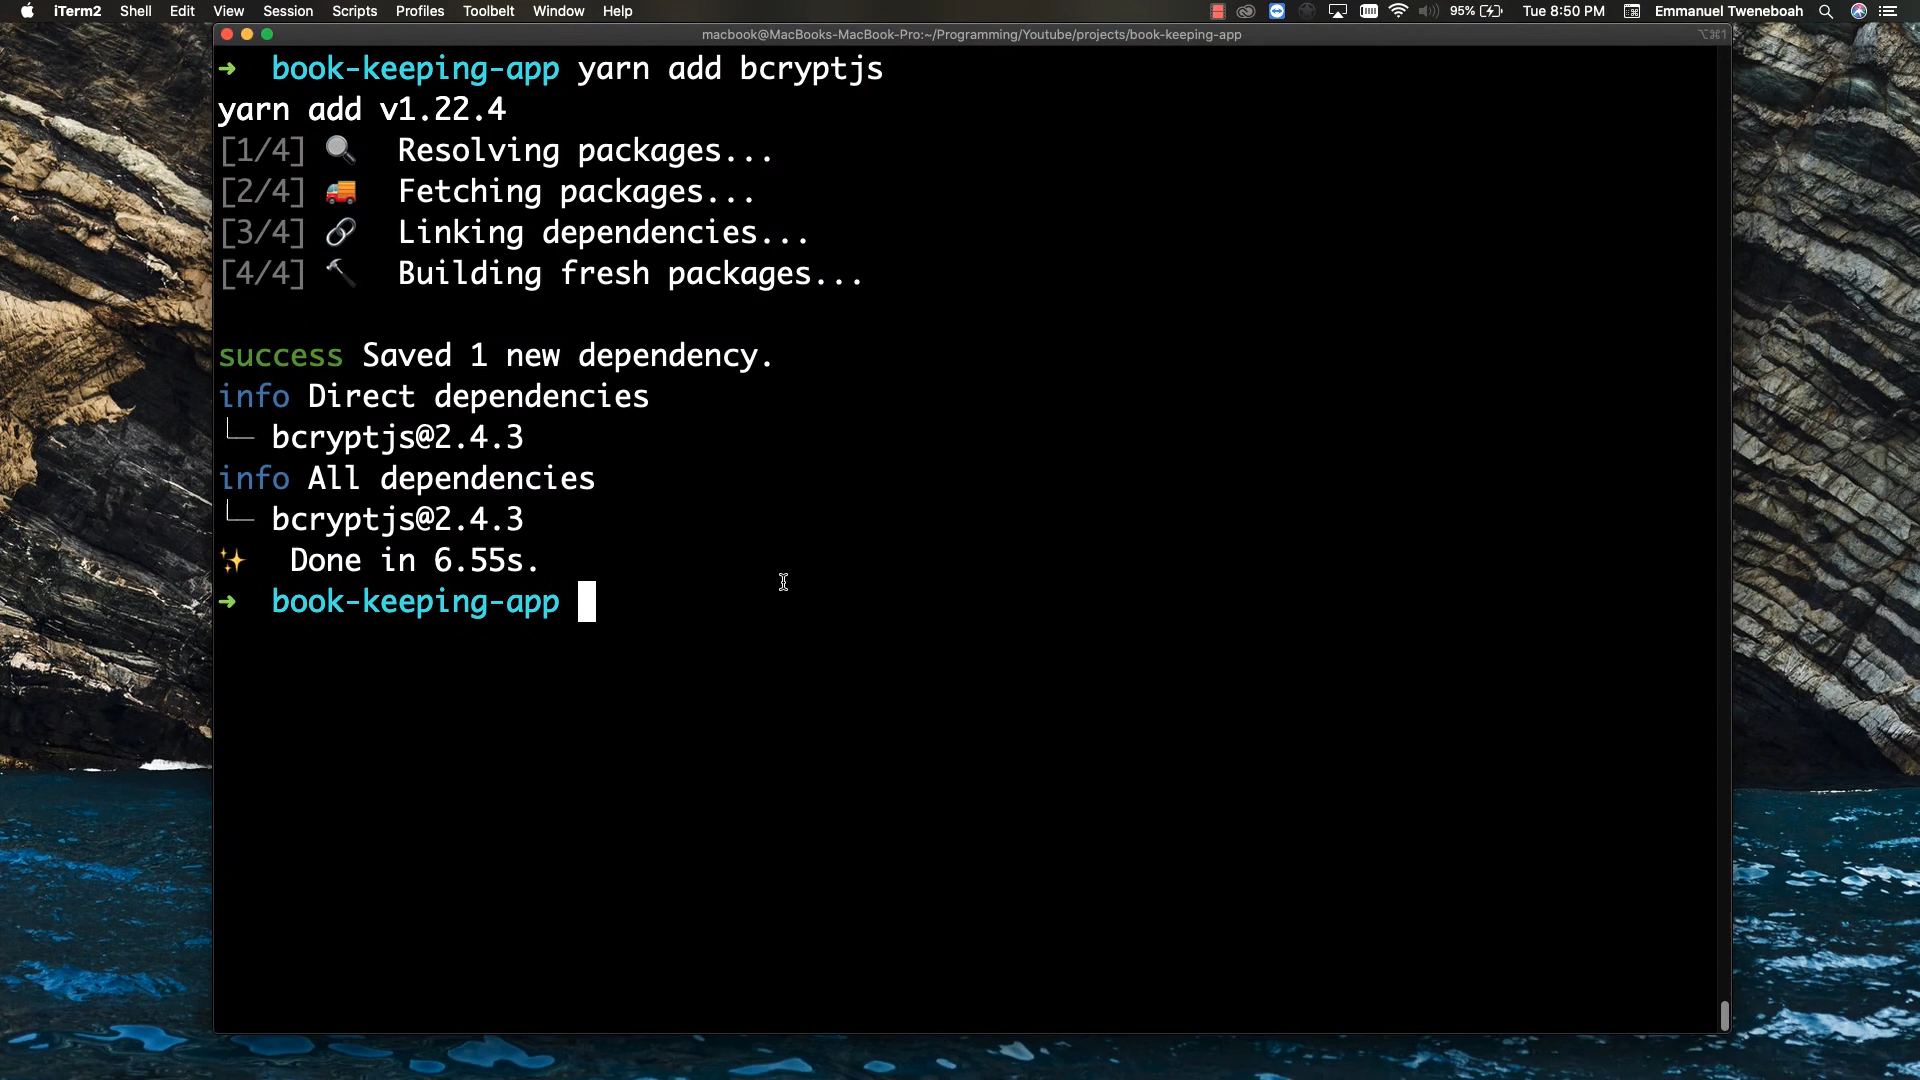 iTerm2 Shell Edit View Session Scripts Profiles Toolbelt Window Help 95% Tue 8:50 PM Emmanuel Tweneboah
macbook@MacBooks-MacBook-Pro:~/Programming/Youtube/projects/book-keeping-app ⌥⌘1
➜ book-keeping-app yarn add bcryptjs
yarn add v1.22.4
[1/4] 🔍 Resolving packages...
[2/4] 🚚 Fetching packages...
[3/4] 🔗 Linking dependencies...
[4/4] 🔨 Building fresh packages...
success Saved 1 new dependency.
info Direct dependencies
└─ bcryptjs@2.4.3
info All dependencies
└─ bcryptjs@2.4.3
✨ Done in 6.55s.
➜ book-keeping-app